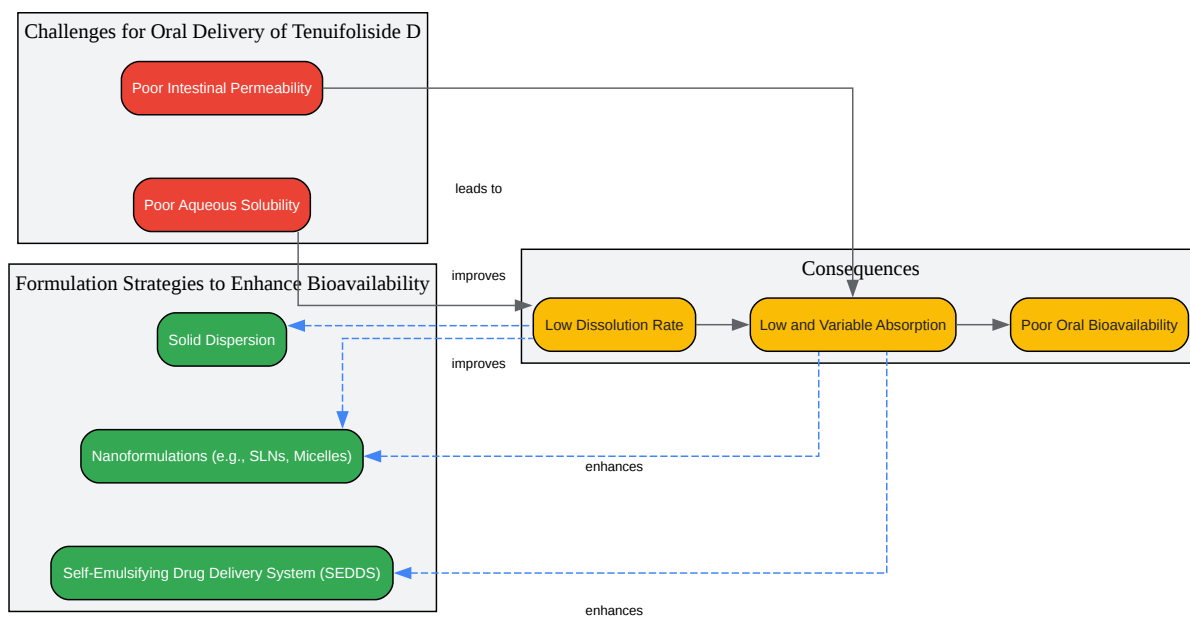 Challenges for Oral Delivery of Tenuifoliside D
Poor Intestinal Permeability
Poor Aqueous Solubility
leads to
Consequences
improves
Formulation Strategies to Enhance Bioavailability
Low Dissolution Rate
Low and Variable Absorption
Poor Oral Bioavailability
Solid Dispersion
improves
Nanoformulations (e.g., SLNs, Micelles)
enhances
Self-Emulsifying Drug Delivery System (SEDDS)
enhances